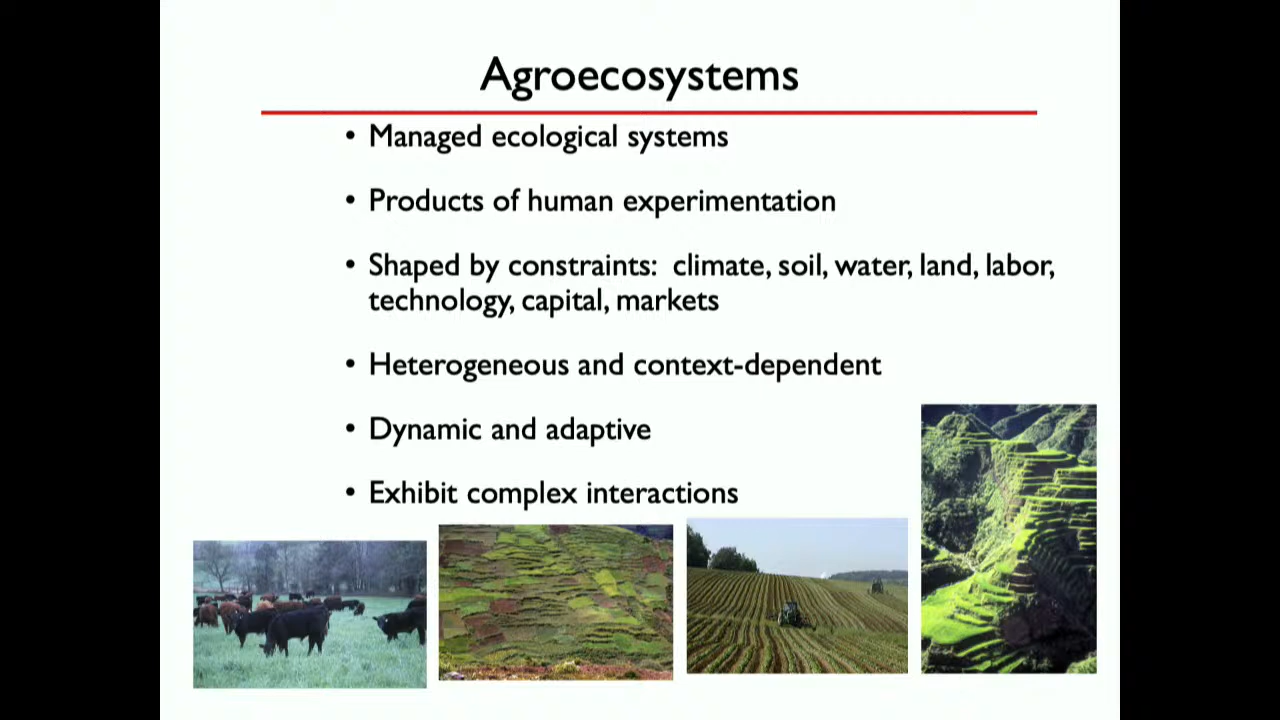 Agroecosystems
• Managed ecological systems
• Products of human experimentation
• Shaped by constraints:  climate, soil, water, land, labor,
technology, capital, markets
• Heterogeneous and context-dependent
• Dynamic and adaptive
• Exhibit complex interactions